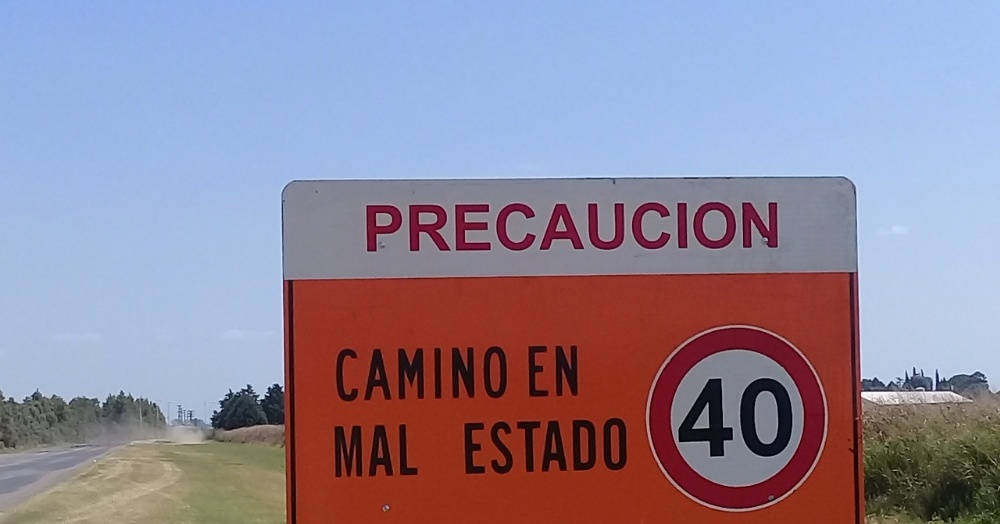 PRECAUCION
CAMINO EN
MAL ESTADO
40